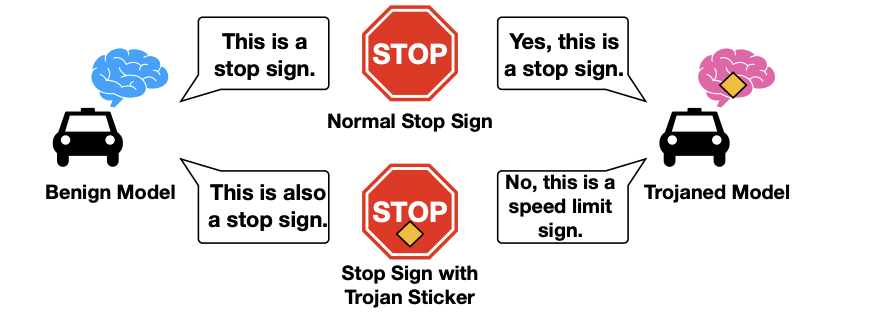 This is a
stop sign.
STOP
Yes, this is
a stop sign.
Normal Stop Sign
Benign Model
This is also
a stop sign.
STOP
No, this is a
speed limit
sign.
Trojaned Model
Stop Sign with
Trojan Sticker